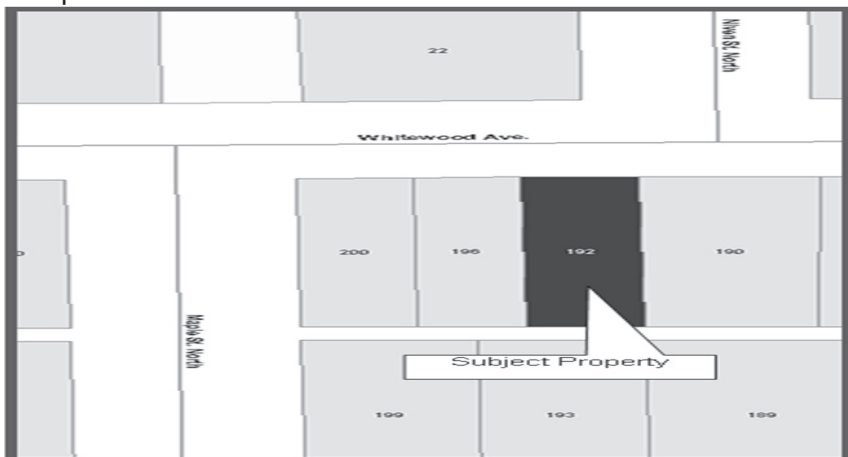 22
Niven St. North
Whitewood Ave.
200
196
192
190
Maple St. North
Subject Property
199
193
189